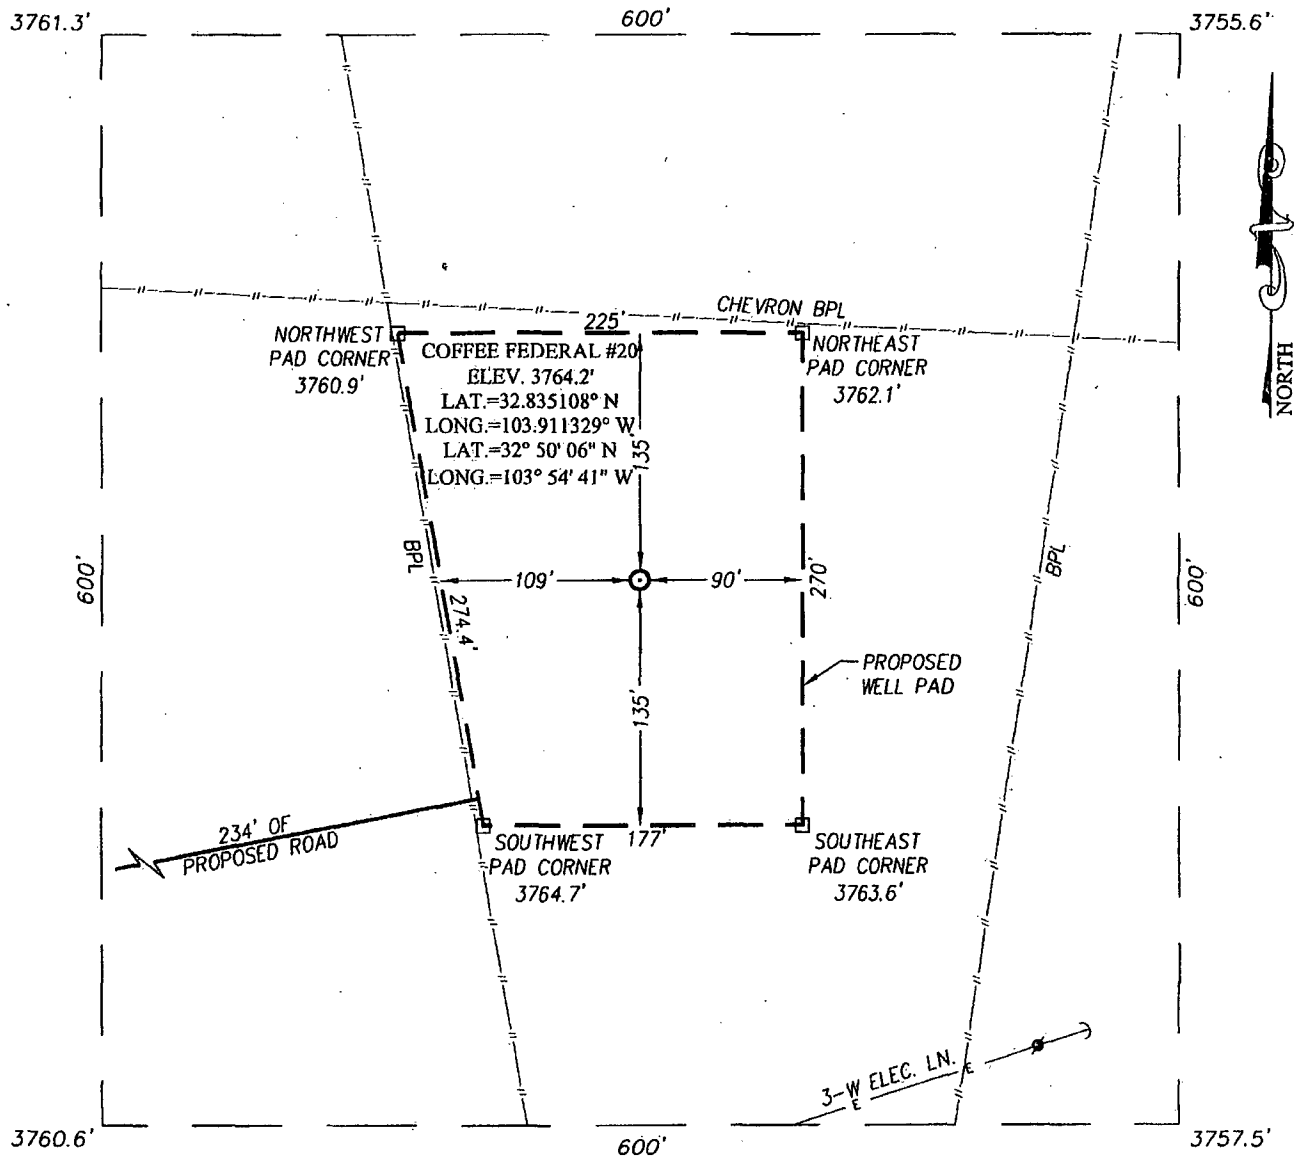 3761.3'
600'
3755.6'
NORTH
CHEVRON BPL
225'
NORTHWEST
PAD CORNER
3760.9'
COFFEE FEDERAL #20
ELEV. 3764.2'
LAT.=32.835108° N
LONG.=103.911329° W
LAT.=32° 50' 06" N
LONG.=103° 54' 41" W
NORTHEAST
PAD CORNER
3762.1'
135'
BPL
BPL
600'
109'
90'
270'
600'
274.4'
PROPOSED
WELL PAD
135'
234' OF
PROPOSED ROAD
SOUTHWEST
PAD CORNER
3764.7'
177'
SOUTHEAST
PAD CORNER
3763.6'
3-W ELEC. LN.
E
E
3760.6'
600'
3757.5'